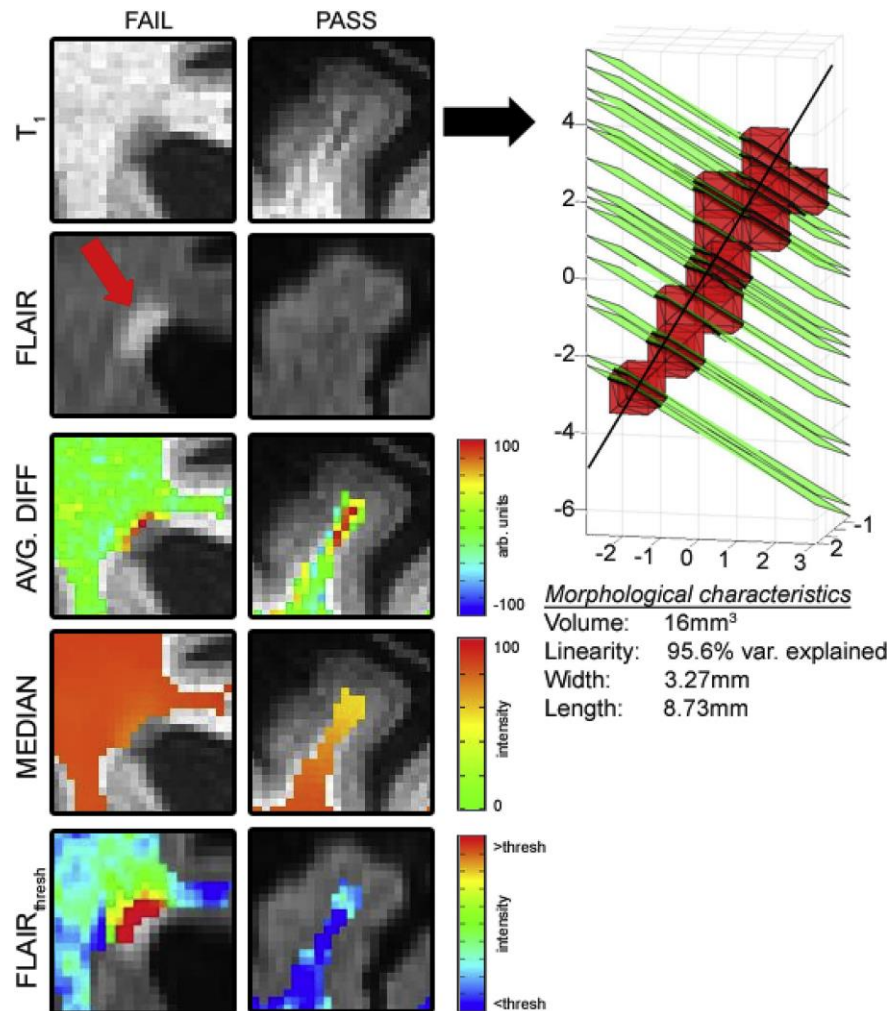 FAIL PASS
T1
FLAIR
AVG. DIFF
MEDIAN
FLAIRthresh
100
arb. units
-100
100
intensity
0
>thresh
intensity
<thresh
4
2
0
-2
-4
-6
-2 -1 0 1 2 3 2 -1
Morphological characteristics
Volume: 16mm³
Linearity: 95.6% var. explained
Width: 3.27mm
Length: 8.73mm